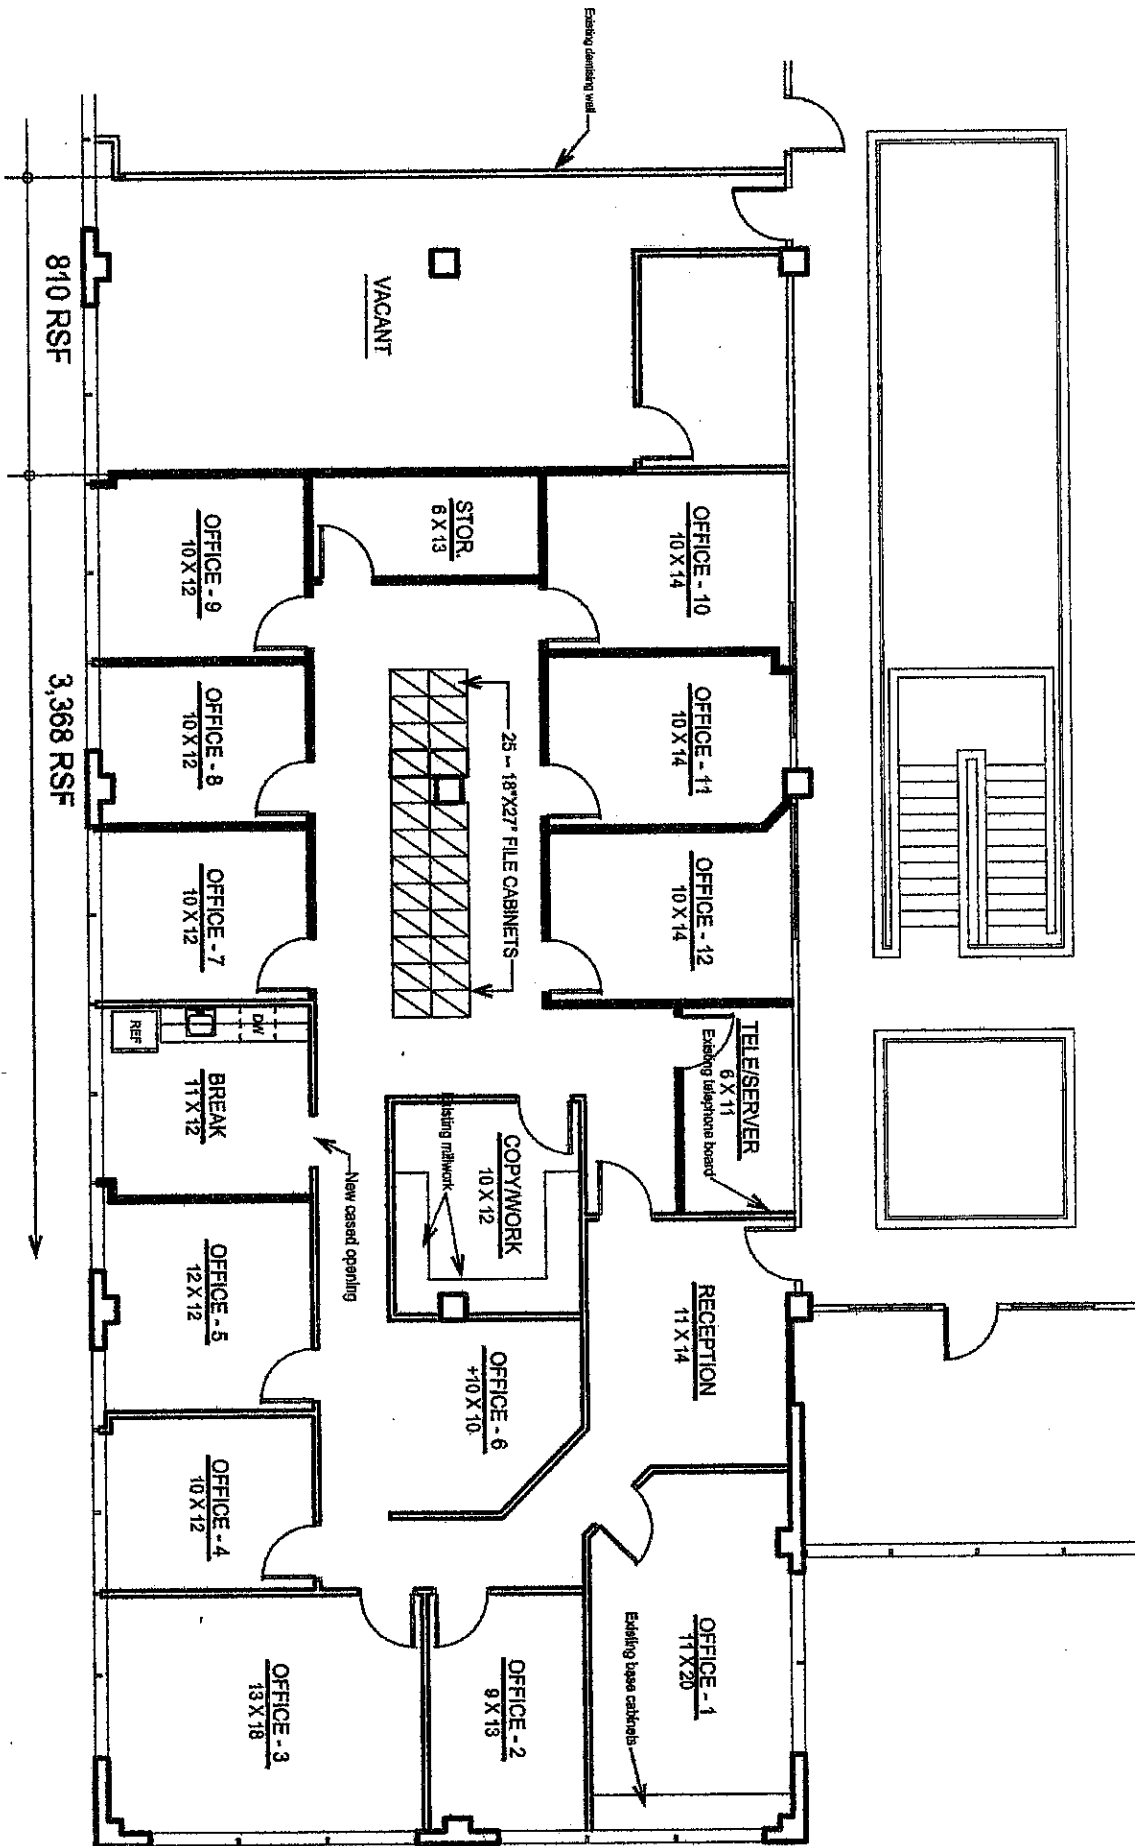 Existing demising wall
VACANT
810 RSF
3,368 RSF
OFFICE - 10
10 X 14
STOR.
6 X 13
OFFICE - 9
10 X 12
OFFICE - 11
10 X 14
25 - 18"X27" FILE CABINETS
OFFICE - 8
10 X 12
OFFICE - 12
10 X 14
OFFICE - 7
10 X 12
TELE/SERVER
6 X 11
Existing telephone board
DW
REF
BREAK
11 X 12
COPY/WORK
10 X 12
Existing millwork
New cased opening
RECEPTION
11 X 14
OFFICE - 5
12 X 12
OFFICE - 6
+10 X 10
OFFICE - 4
10 X 12
OFFICE - 1
11 X 20
Existing base cabinets
OFFICE - 2
9 X 13
OFFICE - 3
13 X 18